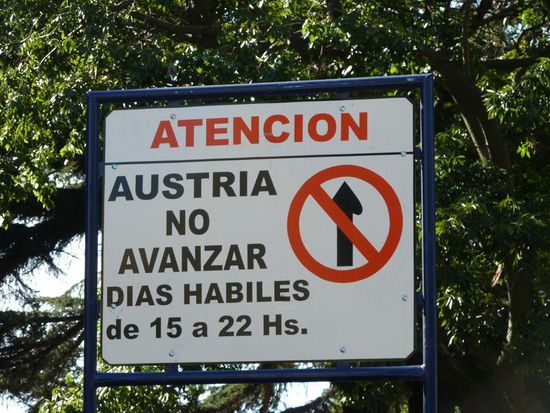 ATENCION
AUSTRIA
NO
AVANZAR
DIAS HABILES
de 15 a 22 Hs.